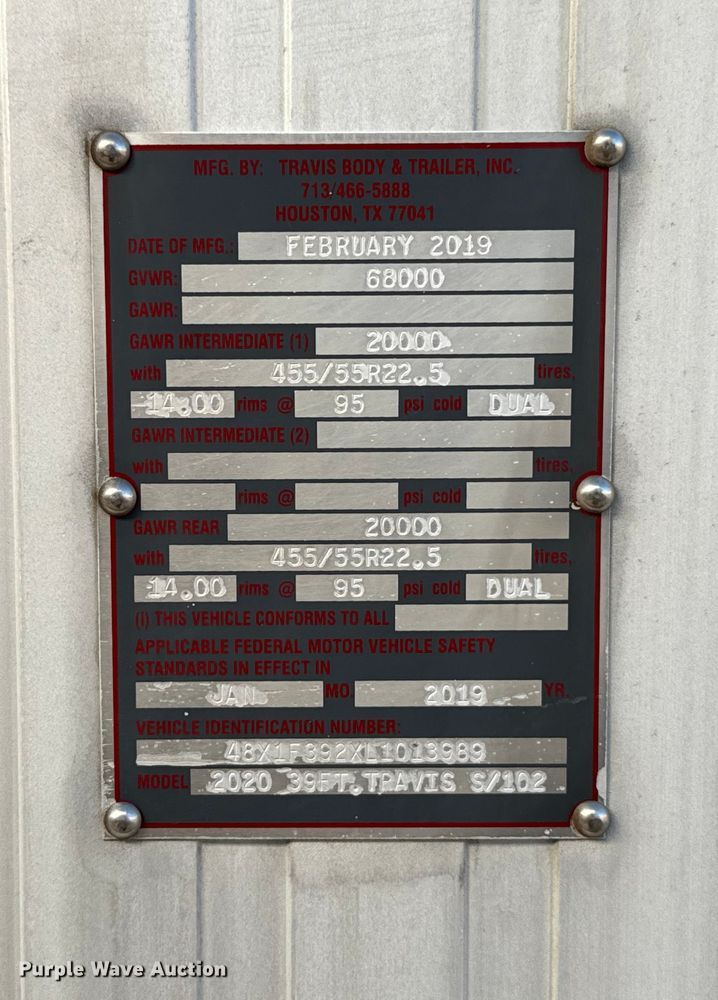 MFG. BY: TRAVIS BODY & TRAILER, INC.
713/466-5888
HOUSTON, TX 77041
DATE OF MFG.: FEBRUARY 2019
GVWR: 68000
GAWR:
GAWR INTERMEDIATE (1) 20000
with 455/55R22.5 tires,
14.00 rims @ 95 psi cold DUAL
GAWR INTERMEDIATE (2)
with tires,
rims @ psi cold
GAWR REAR 20000
with 455/55R22.5 tires,
14.00 rims @ 95 psi cold DUAL
(I) THIS VEHICLE CONFORMS TO ALL
APPLICABLE FEDERAL MOTOR VEHICLE SAFETY
STANDARDS IN EFFECT IN
JAN MO. 2019 YR.
VEHICLE IDENTIFICATION NUMBER:
48X1F392XL1013989
MODEL 2020 39FT.TRAVIS S/102
Purple Wave Auction